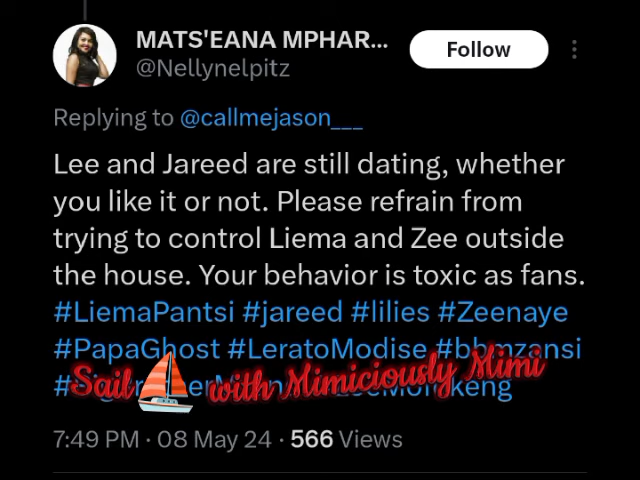 MATS'EANA MPHAR...
Follow
@Nellynelpitz
Replying to @callmejason___
Lee and Jareed are still dating, whether
you like it or not. Please refrain from
trying to control Liema and Zee outside
the house. Your behavior is toxic as fans.
#LiemaPantsi #jareed #lilies #Zeenaye
#PapaGhost #LeratoModise #bbmzansi
Sail with Mimiciously Mimi
7:49 PM · 08 May 24 · 566 Views